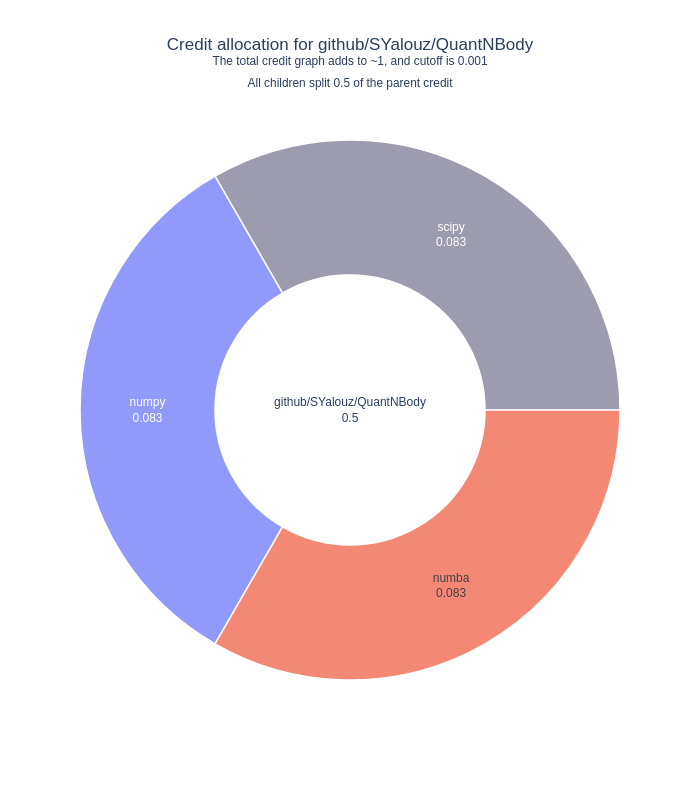 Credit allocation for github/SYalouz/QuantNBody
The total credit graph adds to ~1, and cutoff is 0.001
All children split 0.5 of the parent credit
scipy
0.083
numpy
0.083
github/SYalouz/QuantNBody
0.5
numba
0.083